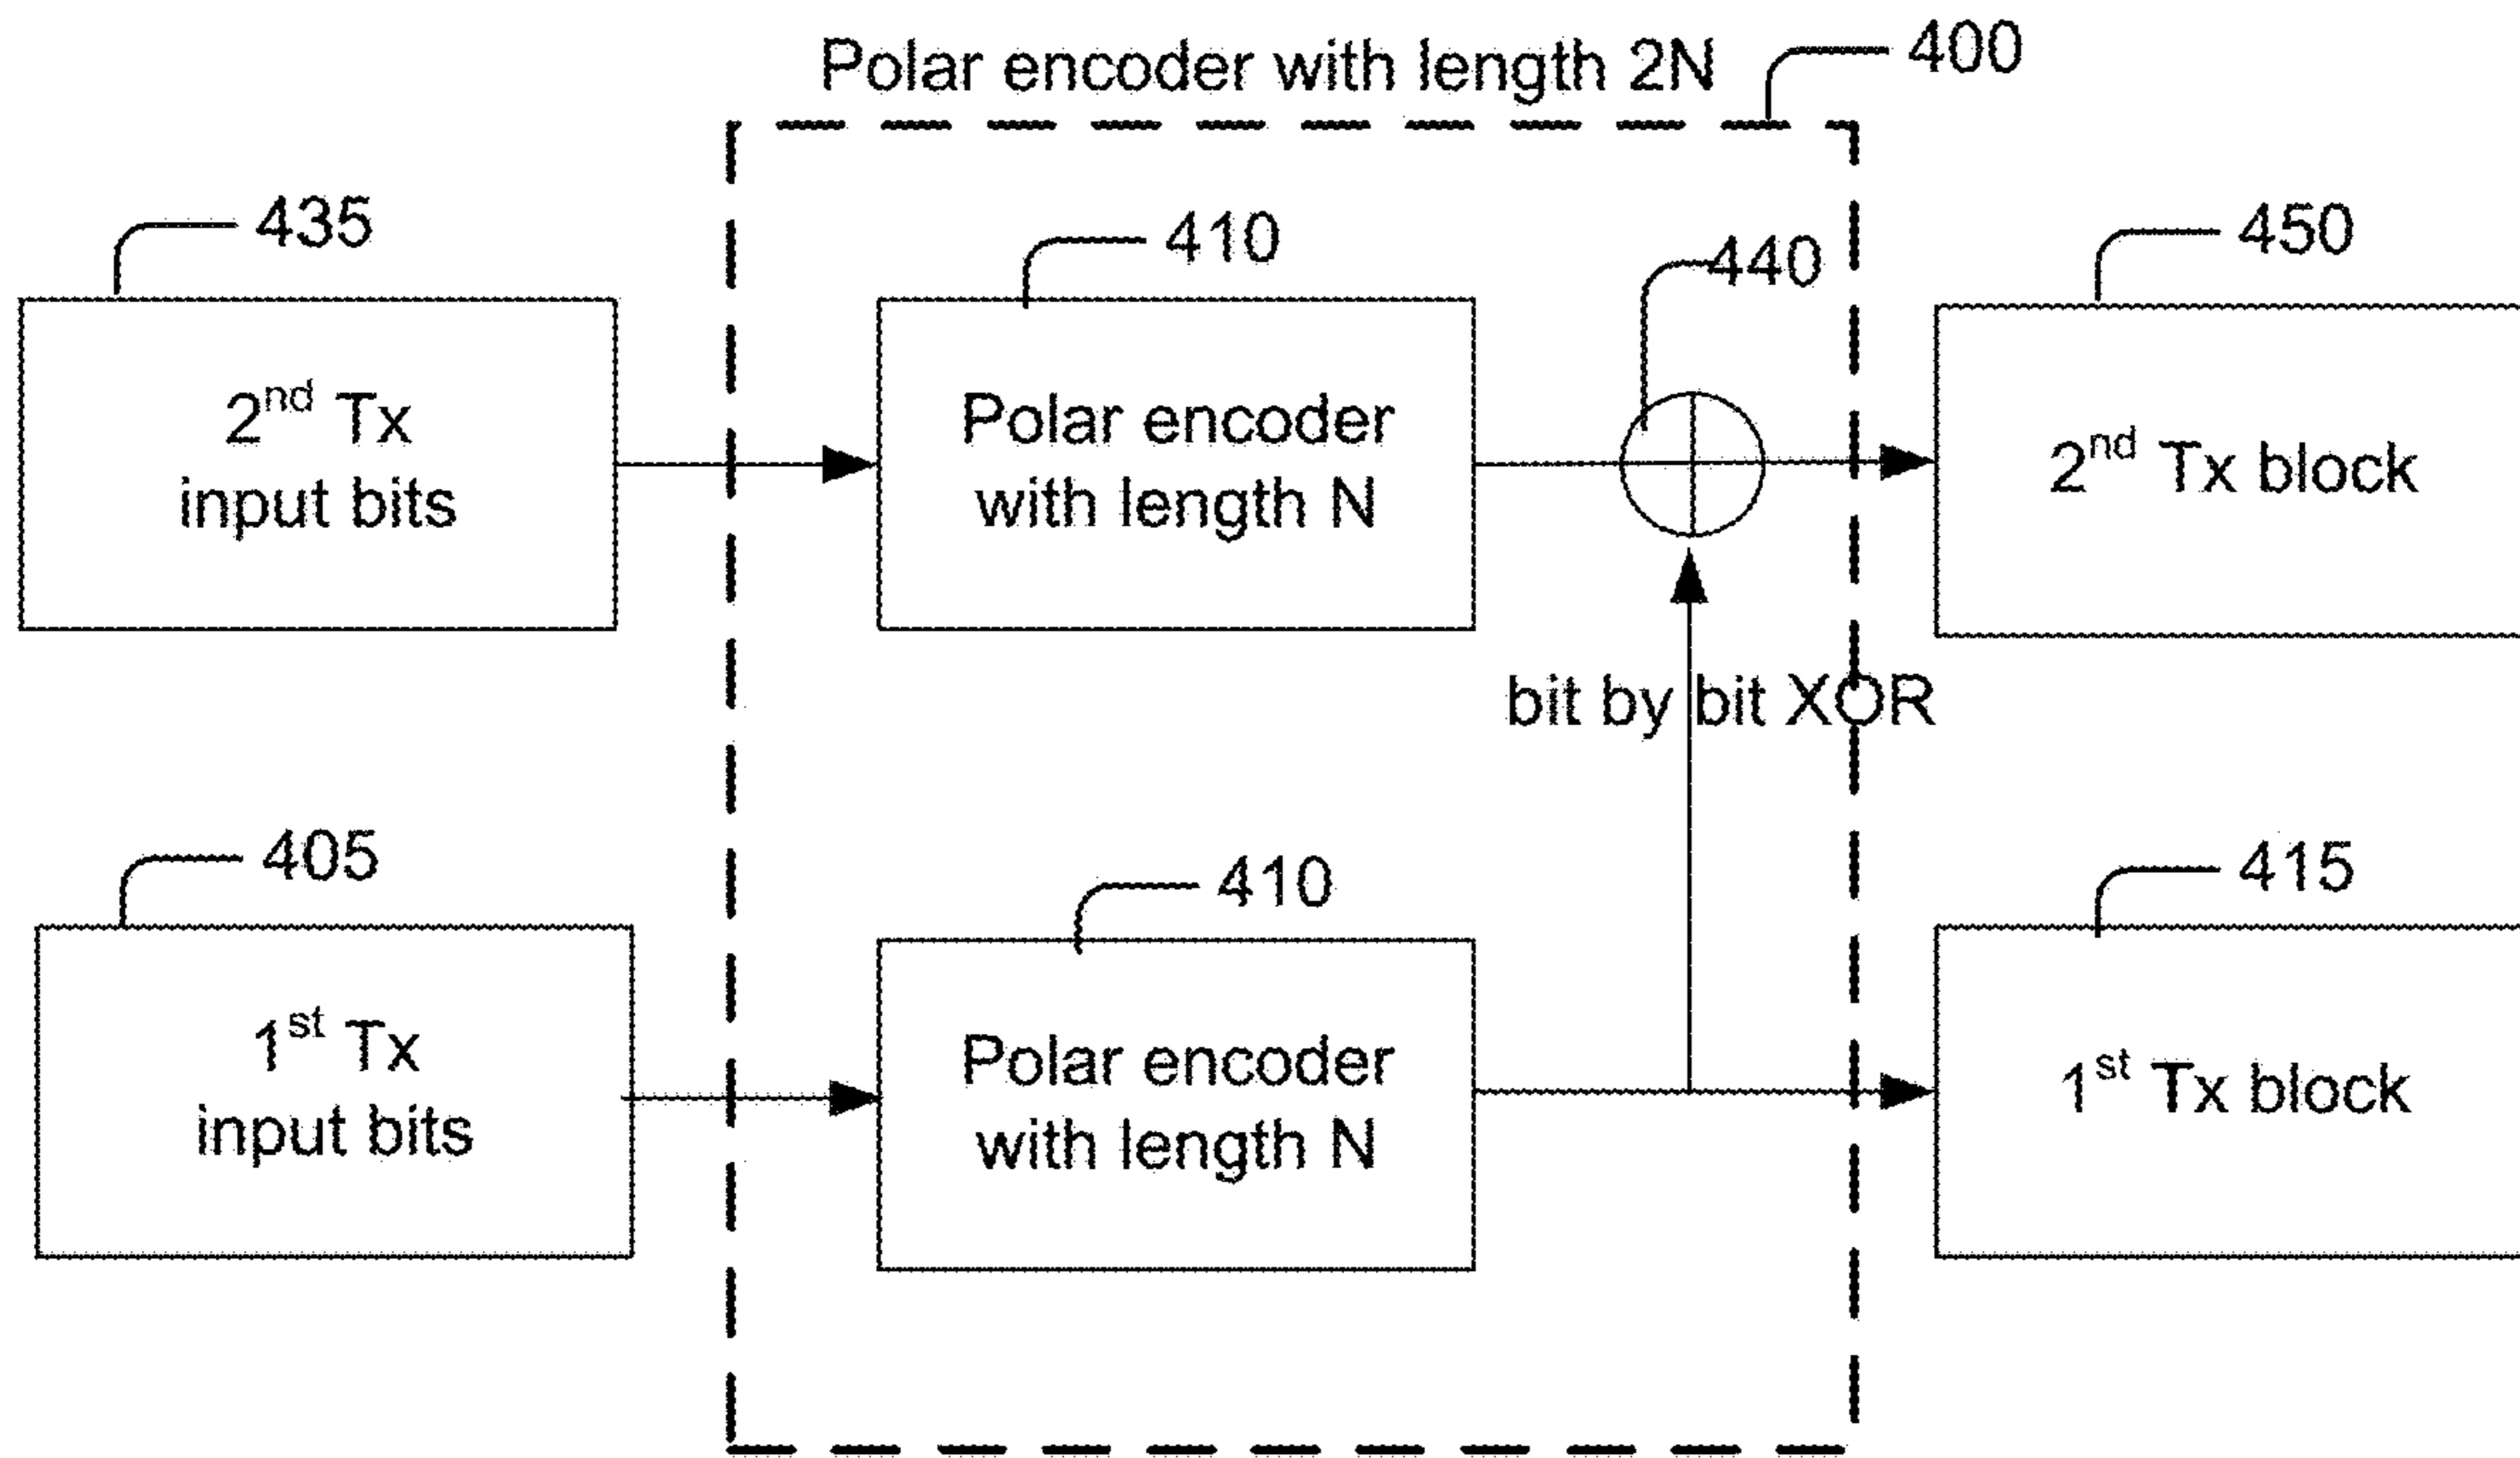 Polar encoder with length 2N
400
435
410
440
450
2nd Tx
input bits
Polar encoder
with length N
2nd Tx block
bit by bit XOR
405
410
415
1st Tx
input bits
Polar encoder
with length N
1st Tx block